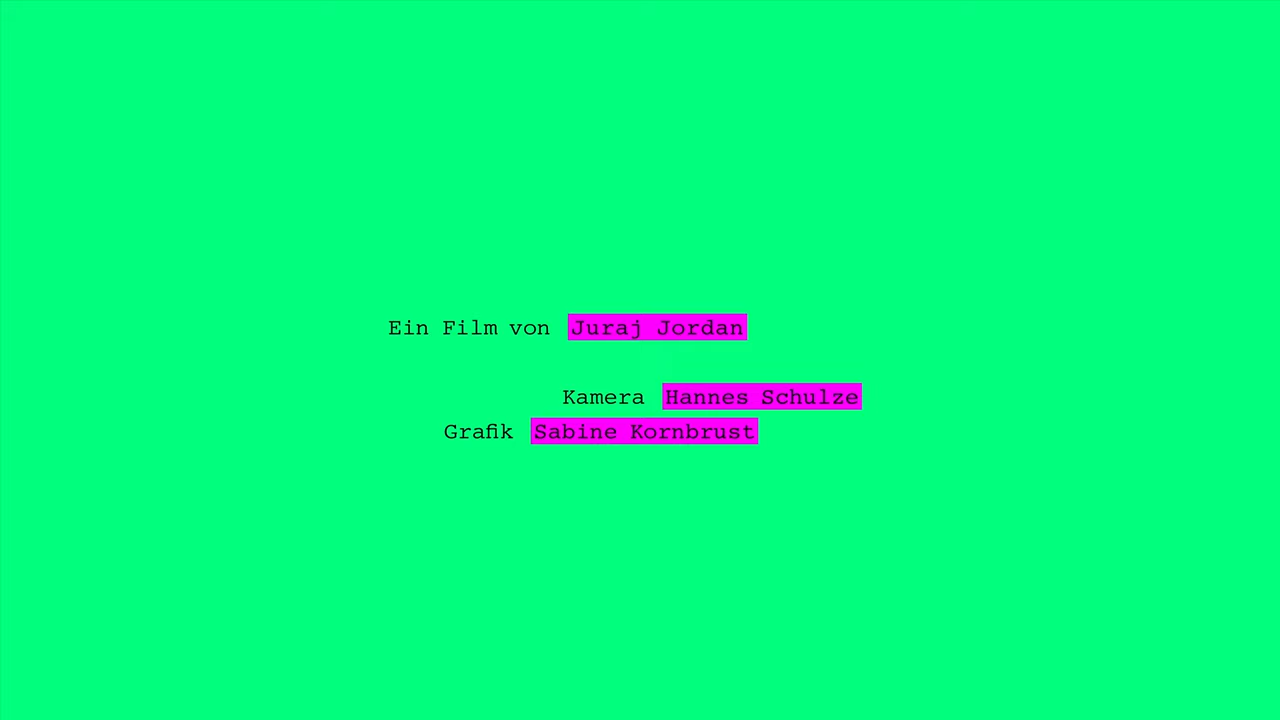 Ein Film von Juraj Jordan
Kamera Hannes Schulze
Grafik Sabine Kornbrust